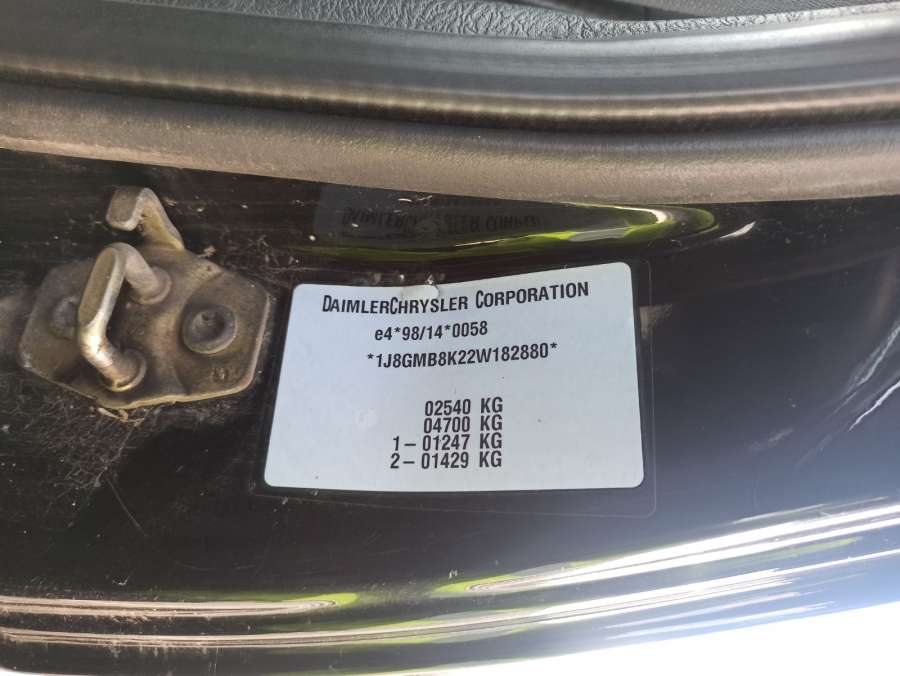 DAIMLERCHRYSLER CORPORATION
e4*98/14*0058
*1J8GMB8K22W182880*
02540 KG
04700 KG
1– 01247 KG
2– 01429 KG